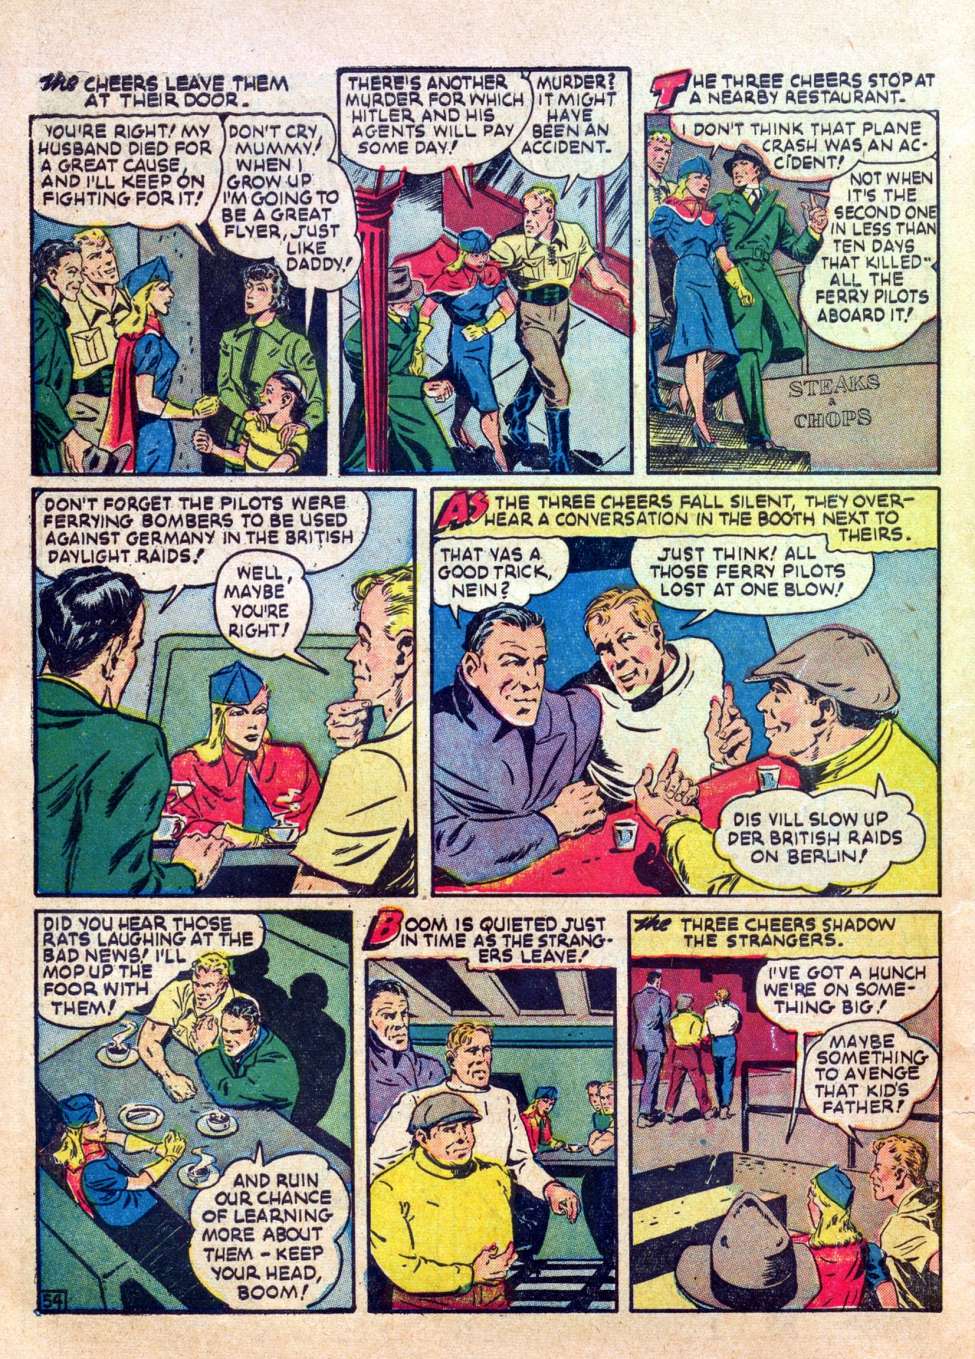 The CHEERS LEAVE THEM
AT THEIR DOOR.
YOU'RE RIGHT! MY
HUSBAND DIED FOR
A GREAT CAUSE,
AND I'LL KEEP ON
FIGHTING FOR IT!
DON'T CRY,
MUMMY!
WHEN I
GROW UP
I'M GOING TO
BE A GREAT
FLYER, JUST
LIKE
DADDY!
THERE'S ANOTHER
MURDER FOR WHICH
HITLER AND HIS
AGENTS WILL PAY
SOME DAY!
MURDER?
IT MIGHT
HAVE
BEEN AN
ACCIDENT.
THE THREE CHEERS STOP AT
A NEARBY RESTAURANT.
I DON'T THINK THAT PLANE
CRASH WAS AN AC-
CIDENT!
NOT WHEN
IT'S THE
SECOND ONE
IN LESS THAN
TEN DAYS
THAT KILLED--
ALL THE
FERRY PILOTS
ABOARD IT!
STEAKS
&
CHOPS
DON'T FORGET THE PILOTS WERE
FERRYING BOMBERS TO BE USED
AGAINST GERMANY IN THE BRITISH
DAYLIGHT RAIDS!
WELL,
MAYBE
YOU'RE
RIGHT!
AS THE THREE CHEERS FALL SILENT, THEY OVER-
HEAR A CONVERSATION IN THE BOOTH NEXT TO
THEIRS.
THAT VAS A
GOOD TRICK,
NEIN?
JUST THINK! ALL
THOSE FERRY PILOTS
LOST AT ONE BLOW!
DIS VILL SLOW UP
DER BRITISH RAIDS
ON BERLIN!
DID YOU HEAR THOSE
RATS LAUGHING AT THE
BAD NEWS! I'LL
MOP UP THE
FOOR WITH
THEM!
AND RUIN
OUR CHANCE
OF LEARNING
MORE ABOUT
THEM - KEEP
YOUR HEAD,
BOOM!
54
BOOM IS QUIETED JUST
IN TIME AS THE STRANG-
ERS LEAVE!
The THREE CHEERS SHADOW
THE STRANGERS.
I'VE GOT A HUNCH
WE'RE ON SOME-
THING BIG!
MAYBE
SOMETHING
TO AVENGE
THAT KID'S
FATHER!